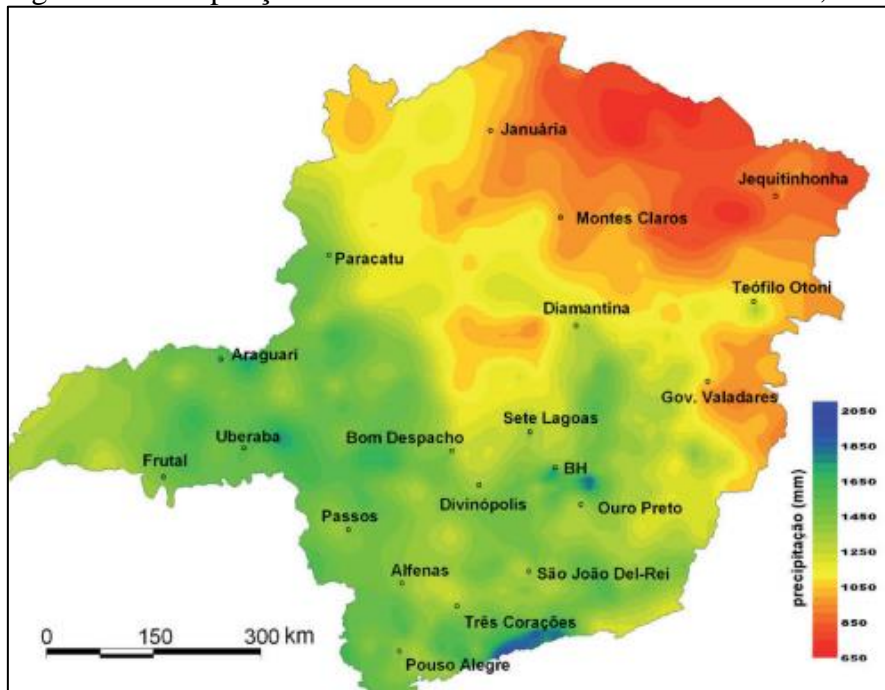 Januária
Jequitinhonha
Montes Claros
Paracatu
Teófilo Otoni
Diamantina
Araguari
Gov. Valadares
Sete Lagoas
Uberaba
Bom Despacho
Frutal
BH
Divinópolis
Ouro Preto
Passos
Alfenas
São João Del-Rei
Três Corações
Pouso Alegre
0 150 300 km
precipitação (mm)
2050
1850
1650
1450
1250
1050
850
650